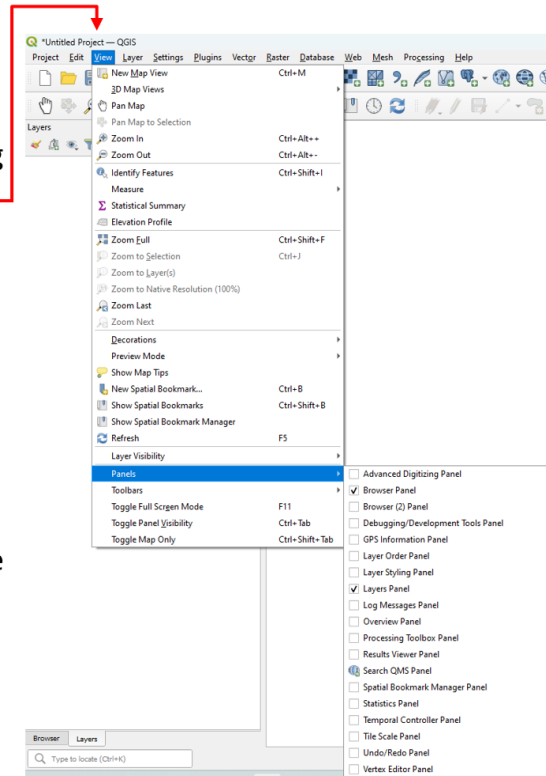 *Untitled Project — QGIS
Project Edit View Layer Settings Plugins Vector Raster Database Web Mesh Processing Help
New Map View Ctrl+M
3D Map Views
Pan Map
Pan Map to Selection
Layers
Zoom In Ctrl+Alt++
Zoom Out Ctrl+Alt+-
g
Identify Features Ctrl+Shift+I
Measure
Statistical Summary
Elevation Profile
Zoom Full Ctrl+Shift+F
Zoom to Selection Ctrl+J
Zoom to Layer(s)
Zoom to Native Resolution (100%)
Zoom Last
Zoom Next
Decorations
Preview Mode
Show Map Tips
New Spatial Bookmark... Ctrl+B
Show Spatial Bookmarks Ctrl+Shift+B
Show Spatial Bookmark Manager
Refresh F5
Layer Visibility
Panels
Toolbars
Toggle Full Screen Mode F11
Toggle Panel Visibility Ctrl+Tab
Toggle Map Only Ctrl+Shift+Tab
e
Advanced Digitizing Panel
Browser Panel
Browser (2) Panel
Debugging/Development Tools Panel
GPS Information Panel
Layer Order Panel
Layer Styling Panel
Layers Panel
Log Messages Panel
Overview Panel
Processing Toolbox Panel
Results Viewer Panel
Search QMS Panel
Spatial Bookmark Manager Panel
Statistics Panel
Temporal Controller Panel
Tile Scale Panel
Undo/Redo Panel
Vertex Editor Panel
Browser Layers
Type to locate (Ctrl+K)